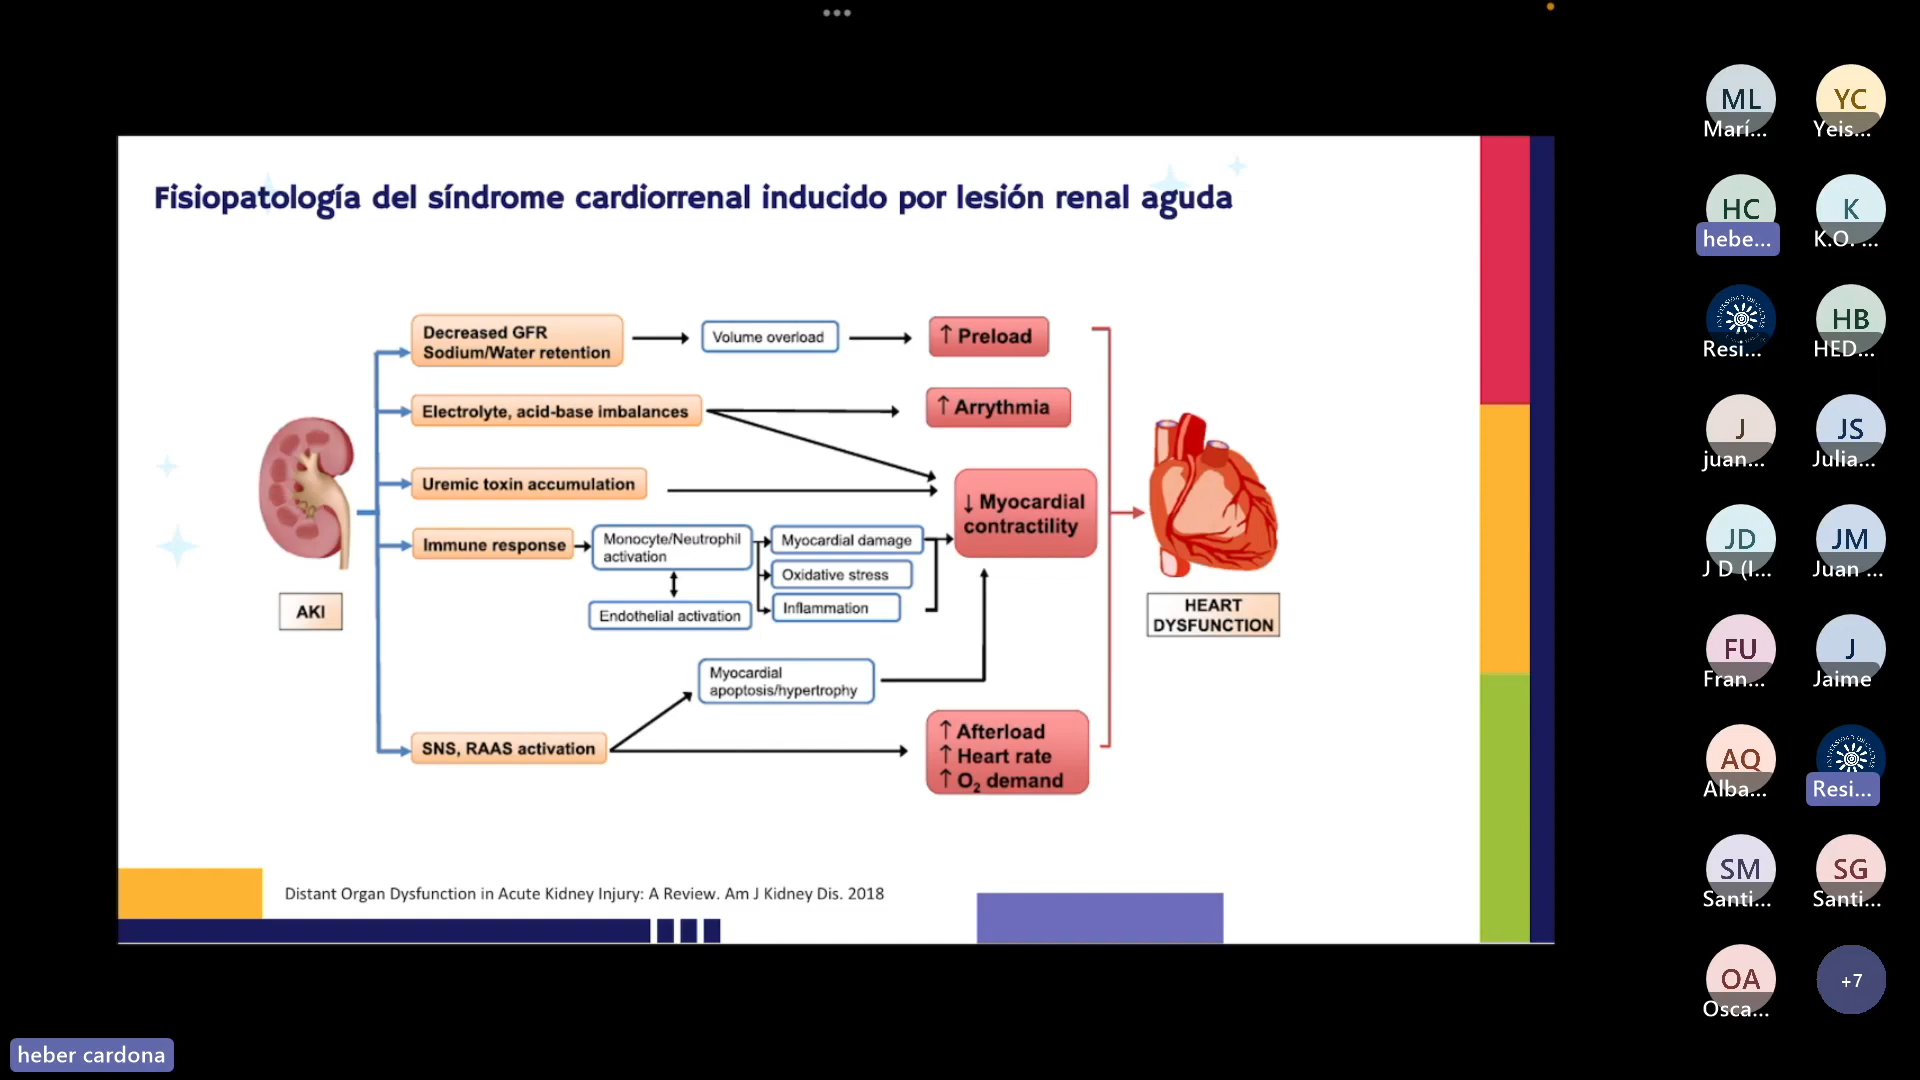 Fisiopatología del síndrome cardiorrenal inducido por lesión renal aguda
Decreased GFR
Sodium/Water retention
Volume overload
↑ Preload
Electrolyte, acid-base imbalances
↑ Arrythmia
Uremic toxin accumulation
↓ Myocardial
contractility
Immune response
Monocyte/Neutrophil
activation
Myocardial damage
Oxidative stress
Inflammation
Endothelial activation
AKI
HEART
DYSFUNCTION
Myocardial
apoptosis/hypertrophy
SNS, RAAS activation
↑ Afterload
↑ Heart rate
↑ O₂ demand
Distant Organ Dysfunction in Acute Kidney Injury: A Review. Am J Kidney Dis. 2018
ML
Marí...
YC
Yeis...
HC
hebe...
K
K.O. ...
Resi...
HB
HED...
J
juan...
JS
Julia...
JD
J D (I...
JM
Juan ...
FU
Fran...
J
Jaime
AQ
Alba...
Resi...
SM
Santi...
SG
Santi...
OA
Osca...
+7
heber cardona